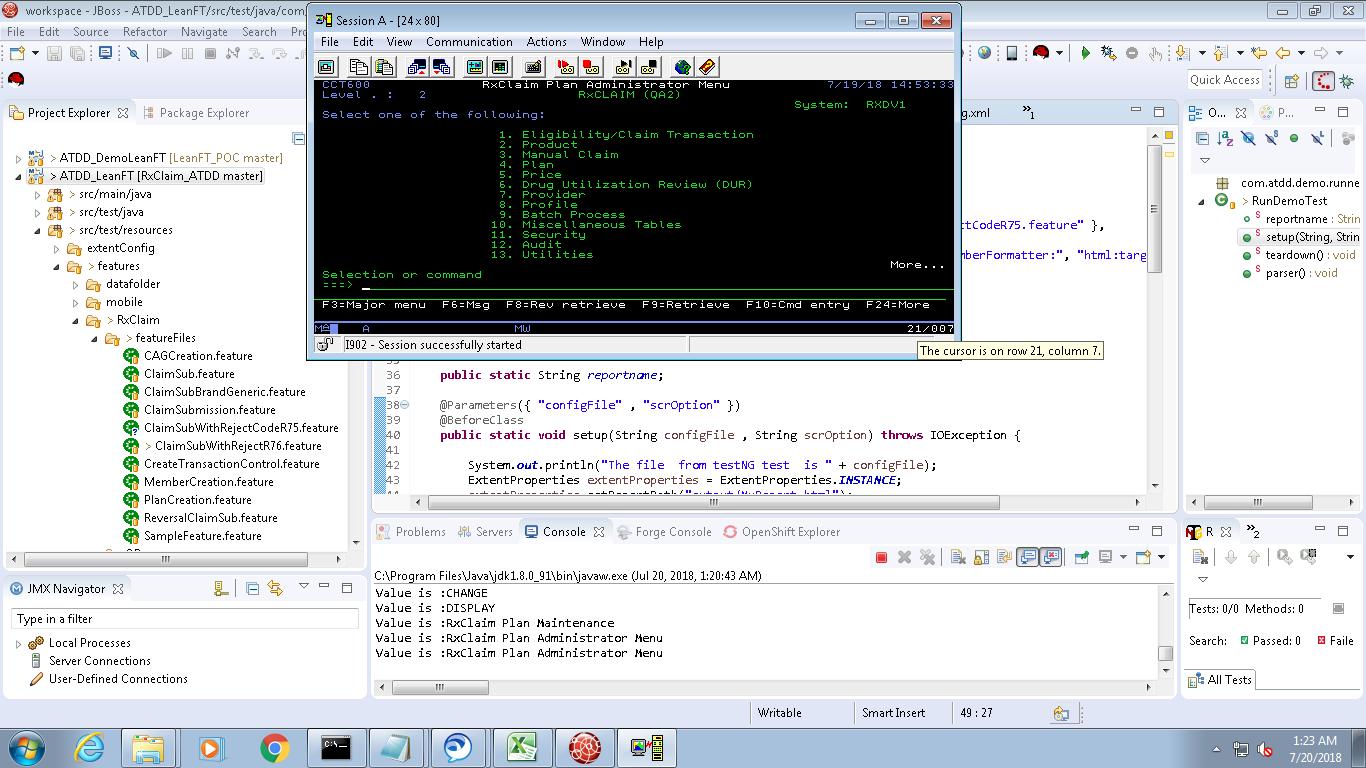 workspace - JBoss - ATDD_LeanFT/src/test/java/com/
File Edit Source Refactor Navigate Search
Quick Access
Project Explorer
Package Explorer
> ATDD_DemoLeanFT [LeanFT_POC master]
> ATDD_LeanFT [RxClaim_ATDD master]
> src/main/java
> src/test/java
> src/test/resources
extentConfig
> features
datafolder
mobile
> RxClaim
> featureFiles
CAGCreation.feature
ClaimSub.feature
ClaimSubBrandGeneric.feature
ClaimSubmission.feature
ClaimSubWithRejectCodeR75.feature
> ClaimSubWithRejectR76.feature
CreateTransactionControl.feature
MemberCreation.feature
PlanCreation.feature
ReversalClaimSub.feature
SampleFeature.feature
JMX Navigator
Type in a filter
Local Processes
Server Connections
User-Defined Connections
Session A - [24 x 80]
File Edit View Communication Actions Window Help
CCT600 RxClaim Plan Administrator Menu 7/19/18 14:53:33
Level . : 2 RxCLAIM (QA2)
System: RXDV1
Select one of the following:
1. Eligibility/Claim Transaction
2. Product
3. Manual Claim
4. Plan
5. Price
6. Drug Utilization Review (DUR)
7. Provider
8. Profile
9. Batch Process
10. Miscellaneous Tables
11. Security
12. Audit
13. Utilities
More...
Selection or command
===>
F3=Major menu F6=Msg F8=Rev retrieve F9=Retrieve F10=Cmd entry F24=More
MA A MW 21/007
I902 - Session successfully started
The cursor is on row 21, column 7.
g.xml
ctCodeR75.feature" },
berFormatter:", "html:targ
36 public static String reportname;
37
38 @Parameters({ "configFile" , "scrOption" })
39 @BeforeClass
40 public static void setup(String configFile , String scrOption) throws IOException {
41
42 System.out.println("The file from testNG test is " + configFile);
43 ExtentProperties extentProperties = ExtentProperties.INSTANCE;
O...
P...
com.atdd.demo.runne
> RunDemoTest
reportname : Strin
setup(String, Strin
teardown() : void
parser() : void
Problems Servers Console Forge Console OpenShift Explorer
C:\Program Files\Java\jdk1.8.0_91\bin\javaw.exe (Jul 20, 2018, 1:20:43 AM)
Value is :CHANGE
Value is :DISPLAY
Value is :RxClaim Plan Maintenance
Value is :RxClaim Plan Administrator Menu
Value is :RxClaim Plan Administrator Menu
R
Tests: 0/0 Methods: 0
Search: Passed: 0 Faile
All Tests
Writable Smart Insert 49 : 27
1:23 AM
7/20/2018